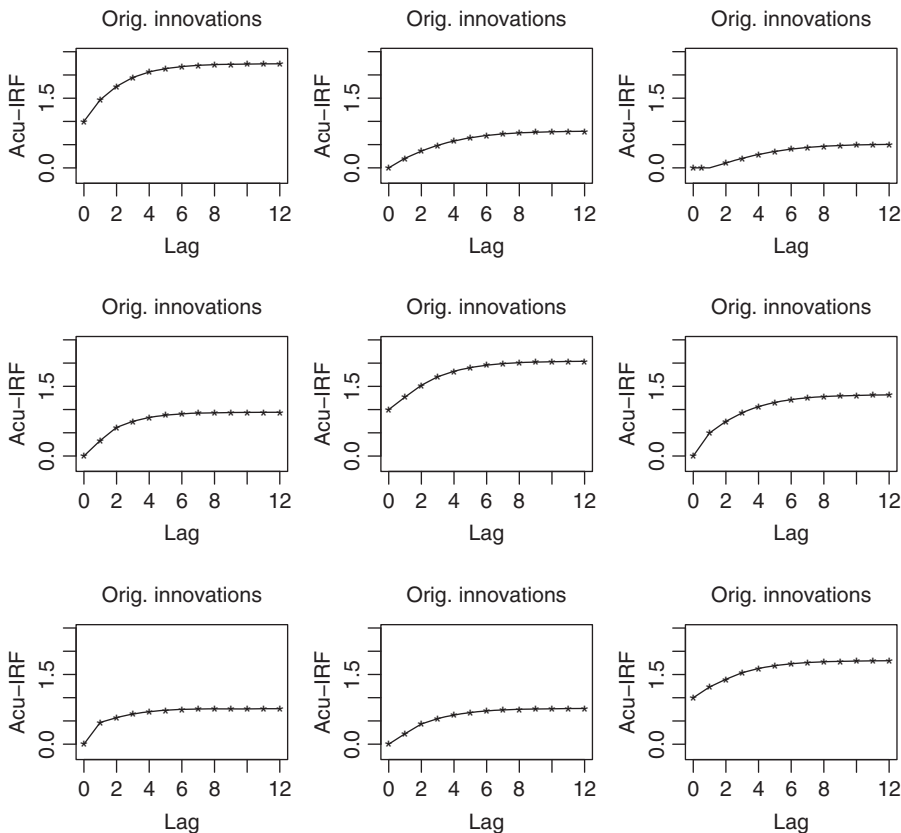 Orig. innovations Orig. innovations Orig. innovations
Acu−IRF Acu−IRF Acu−IRF
1.5 1.5 1.5
0.0 0.0 0.0
0 2 4 6 8 12 0 2 4 6 8 12 0 2 4 6 8 12
Lag Lag Lag
Orig. innovations Orig. innovations Orig. innovations
Acu−IRF Acu−IRF Acu−IRF
1.5 1.5 1.5
0.0 0.0 0.0
0 2 4 6 8 12 0 2 4 6 8 12 0 2 4 6 8 12
Lag Lag Lag
Orig. innovations Orig. innovations Orig. innovations
Acu−IRF Acu−IRF Acu−IRF
1.5 1.5 1.5
0.0 0.0 0.0
0 2 4 6 8 12 0 2 4 6 8 12 0 2 4 6 8 12
Lag Lag Lag